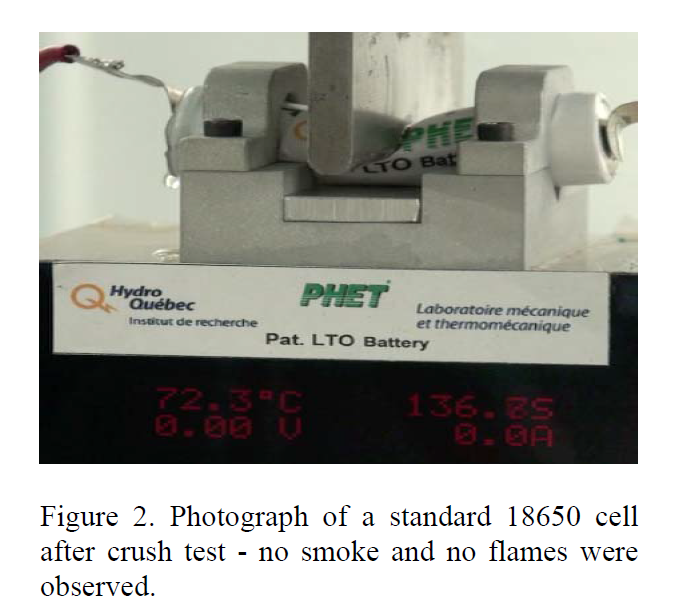 PHE
LTO Bat
Hydro
Québec
Institut de recherche
PHET
Laboratoire mécanique
et thermomécanique
Pat. LTO Battery
72.3°C
0.00 V 0.0A
Figure 2. Photograph of a standard 18650 cell
after crush test - no smoke and no flames were
observed.